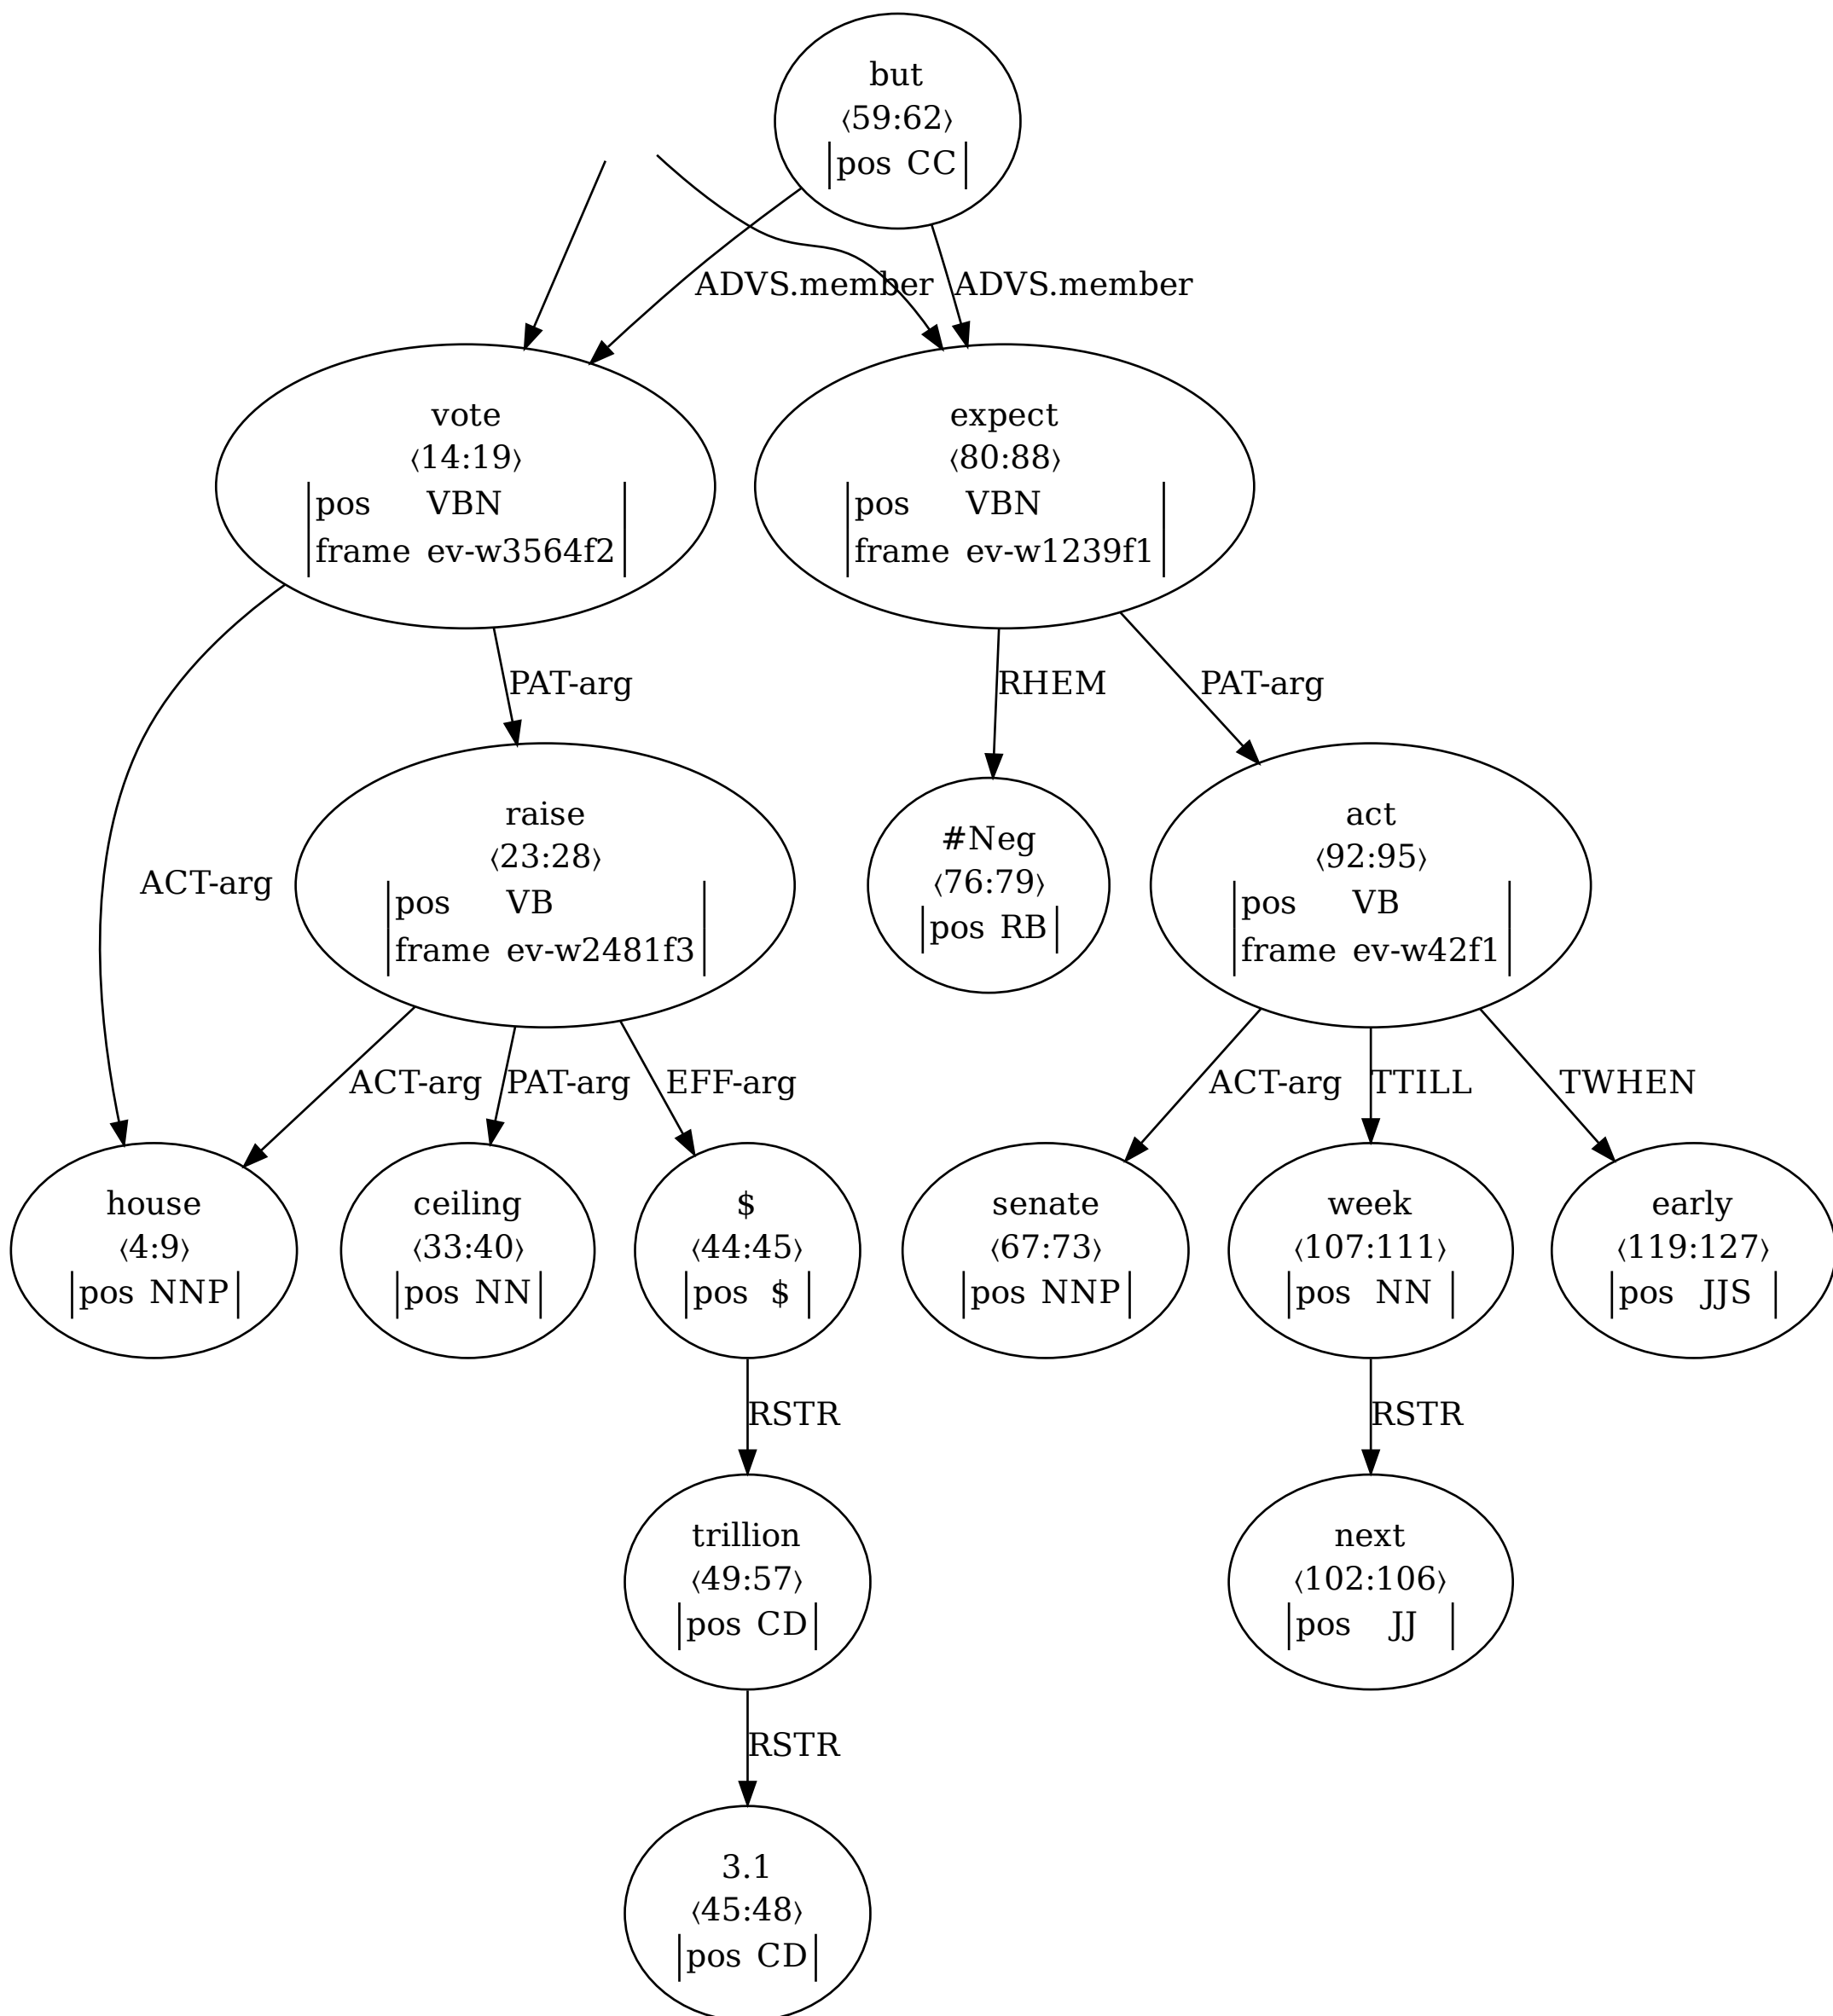 but
⟨59:62⟩
pos CC
ADVS.member
ADVS.member
vote
⟨14:19⟩
pos VBN
frame ev-w3564f2
expect
⟨80:88⟩
pos VBN
frame ev-w1239f1
PAT-arg
RHEM
PAT-arg
ACT-arg
raise
⟨23:28⟩
pos VB
frame ev-w2481f3
#Neg
⟨76:79⟩
pos RB
act
⟨92:95⟩
pos VB
frame ev-w42f1
ACT-arg
PAT-arg
EFF-arg
ACT-arg
TTILL
TWHEN
house
⟨4:9⟩
pos NNP
ceiling
⟨33:40⟩
pos NN
$
⟨44:45⟩
pos $
senate
⟨67:73⟩
pos NNP
week
⟨107:111⟩
pos NN
early
⟨119:127⟩
pos JJS
RSTR
RSTR
trillion
⟨49:57⟩
pos CD
next
⟨102:106⟩
pos JJ
RSTR
3.1
⟨45:48⟩
pos CD